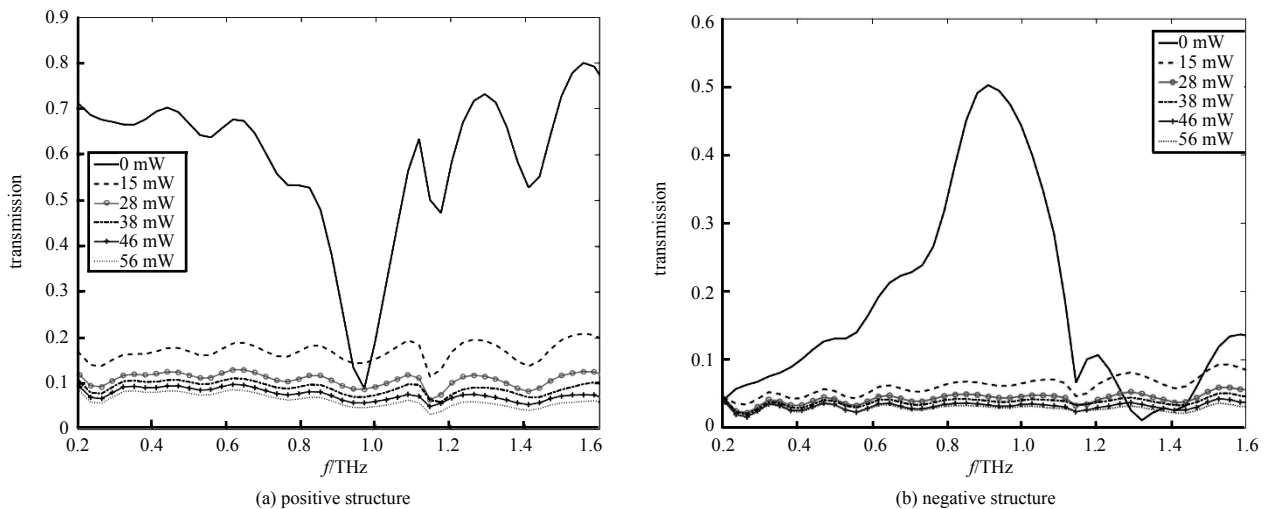 0.9
0.8
0.7
0.6
0.5
0.4
0.3
0.2
0.1
0
transmission
0 mW
15 mW
28 mW
38 mW
46 mW
56 mW
0.2 0.4 0.6 0.8 1.0 1.2 1.4 1.6
f/THz
(a) positive structure
0.6
0.5
0.4
0.3
0.2
0.1
0
transmission
0 mW
15 mW
28 mW
38 mW
46 mW
56 mW
0.2 0.4 0.6 0.8 1.0 1.2 1.4 1.6
f/THz
(b) negative structure